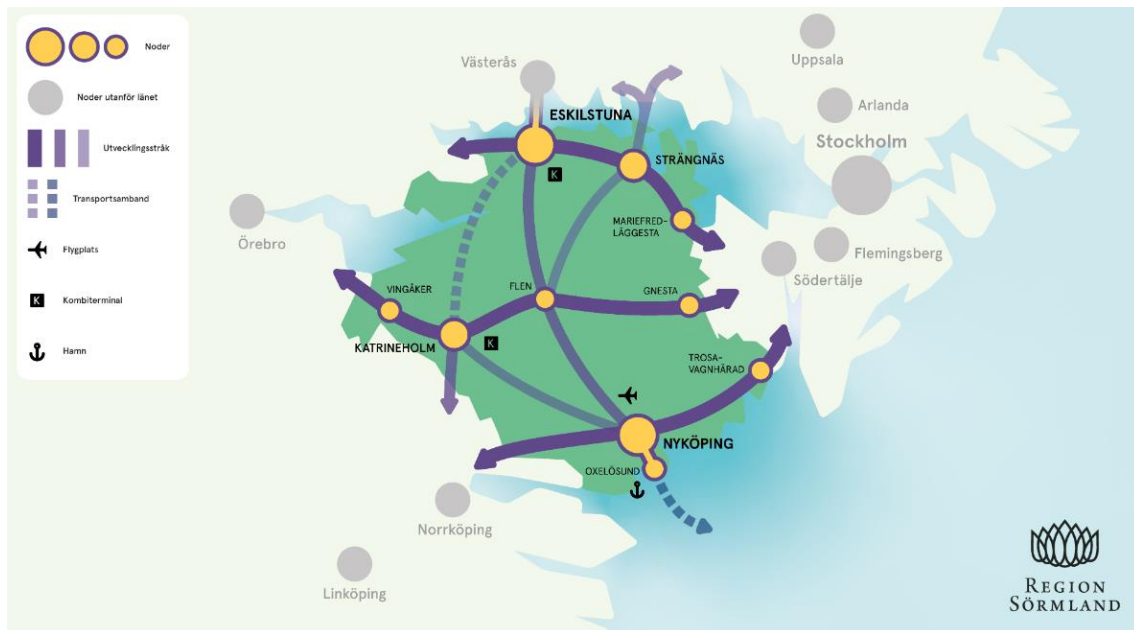 Noder
Noder utanför länet
Utvecklingsstråk
Transportsamband
Flygplats
K
Kombiterminal
Hamn
Västerås
Uppsala
ESKILSTUNA
Arlanda
Stockholm
STRÄNGNÄS
K
MARIEFRED-
LÄGGESTA
Örebro
Flemingsberg
Södertälje
VINGÅKER
FLEN
GNESTA
KATRINEHOLM
K
TROSA-
VAGNHÄRAD
NYKÖPING
OXELÖSUND
Norrköping
Linköping
REGION
SÖRMLAND